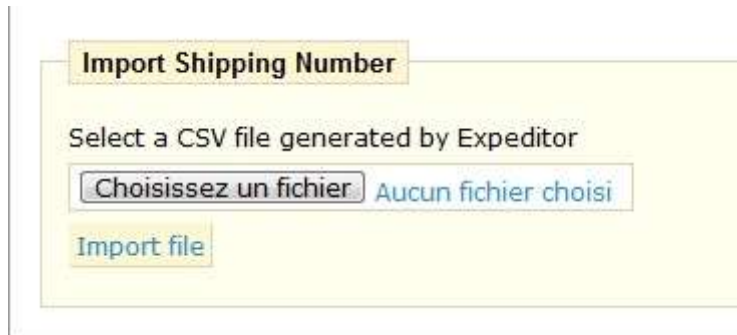 Import Shipping Number
Select a CSV file generated by Expeditor
Choisissez un fichier Aucun fichier choisi
Import file